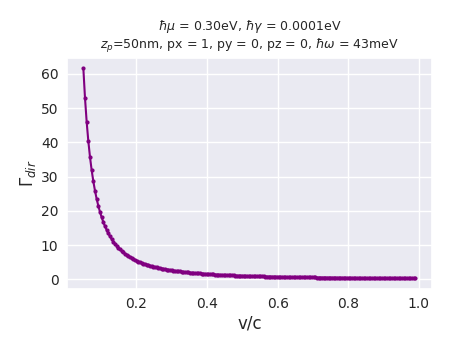 ℏμ = 0.30eV, ℏγ = 0.0001eV
zₚ=50nm, px = 1, py = 0, pz = 0, ℏω = 43meV
60
50
40
30
20
10
0
Γ_dir
0.2 0.4 0.6 0.8 1.0
v/c